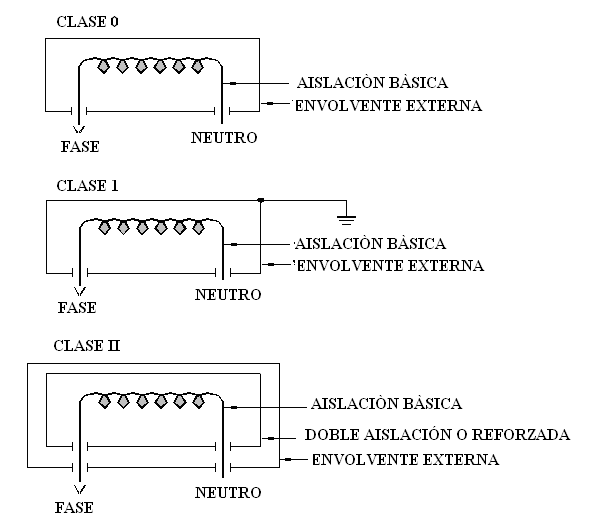 CLASE 0
AISLACIÒN BÀSICA
ENVOLVENTE EXTERNA
NEUTRO
FASE
CLASE 1
AISLACIÒN BÀSICA
ENVOLVENTE EXTERNA
NEUTRO
FASE
CLASE II
AISLACIÒN BÀSICA
DOBLE AISLACIÓN O REFORZADA
ENVOLVENTE EXTERNA
NEUTRO
FASE